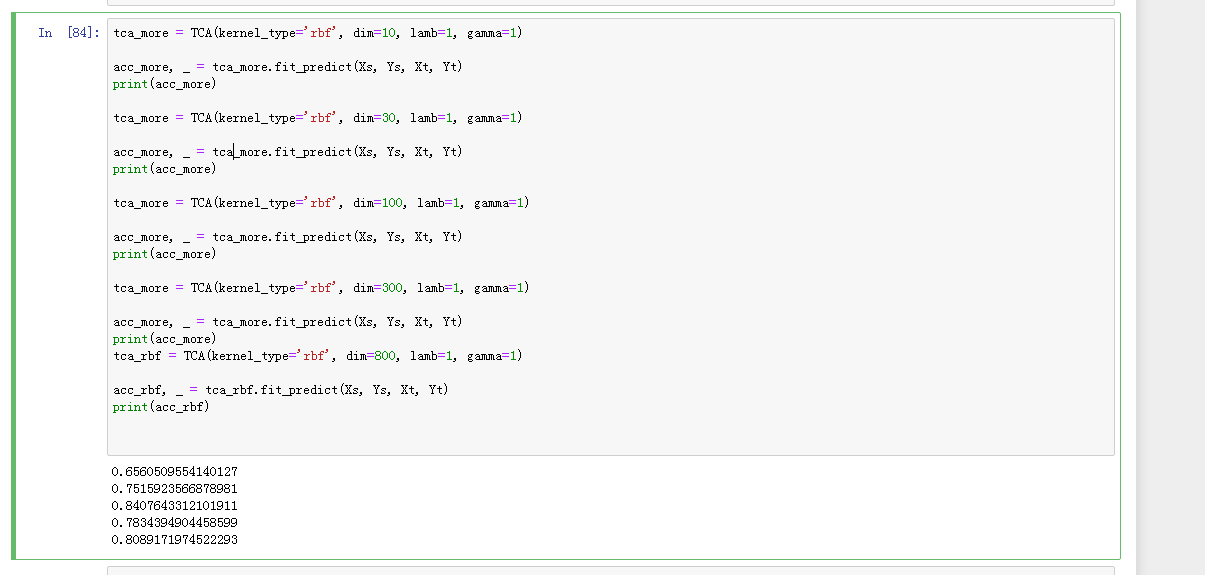 In [84]: tca_more = TCA(kernel_type='rbf', dim=10, lamb=1, gamma=1)
acc_more, _ = tca_more.fit_predict(Xs, Ys, Xt, Yt)
print(acc_more)
tca_more = TCA(kernel_type='rbf', dim=30, lamb=1, gamma=1)
acc_more, _ = tca_more.fit_predict(Xs, Ys, Xt, Yt)
print(acc_more)
tca_more = TCA(kernel_type='rbf', dim=100, lamb=1, gamma=1)
acc_more, _ = tca_more.fit_predict(Xs, Ys, Xt, Yt)
print(acc_more)
tca_more = TCA(kernel_type='rbf', dim=300, lamb=1, gamma=1)
acc_more, _ = tca_more.fit_predict(Xs, Ys, Xt, Yt)
print(acc_more)
tca_rbf = TCA(kernel_type='rbf', dim=800, lamb=1, gamma=1)
acc_rbf, _ = tca_rbf.fit_predict(Xs, Ys, Xt, Yt)
print(acc_rbf)
0.6560509554140127
0.7515923566878981
0.8407643312101911
0.7834394904458599
0.8089171974522293